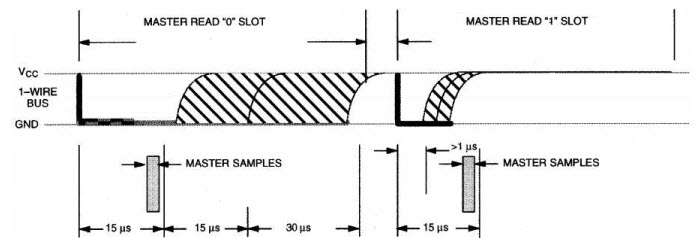 MASTER READ "0" SLOT
MASTER READ "1" SLOT
VCC
1–WIRE
BUS
GND
>1 µs
MASTER SAMPLES
MASTER SAMPLES
15 µs
15 µs
30 µs
15 µs